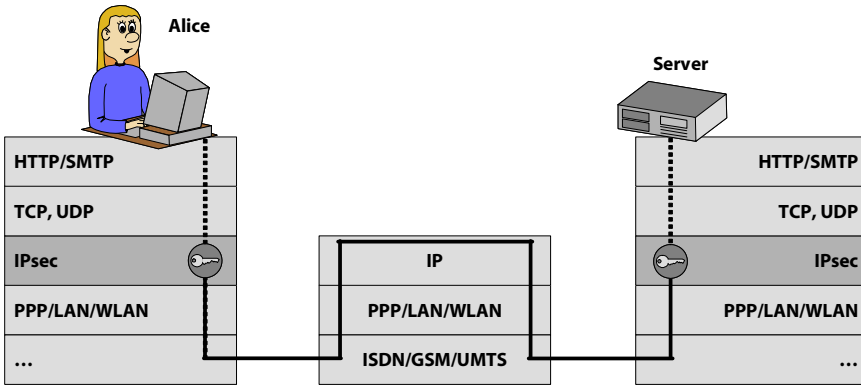 Alice
Server
HTTP/SMTP
TCP, UDP
IPsec
PPP/LAN/WLAN
...
IP
PPP/LAN/WLAN
ISDN/GSM/UMTS
HTTP/SMTP
TCP, UDP
IPsec
PPP/LAN/WLAN
...